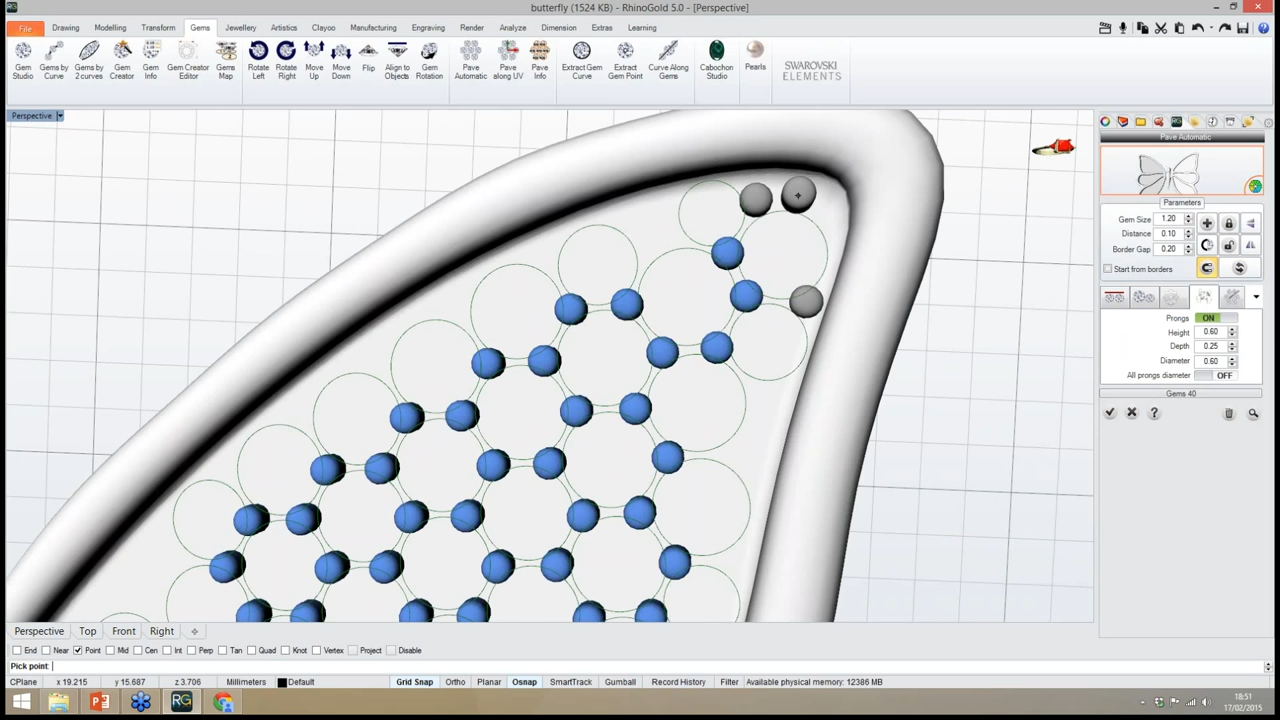 butterfly (1524 KB) - RhinoGold 5.0 - [Perspective]
File Drawing Modelling Transform Gems Jewellery Artistics Clayoo Manufacturing Engraving Render Analyze Dimension Extras Learning
Gem Studio Gems by Curve Gems by 2 curves Gem Creator Gem Info Gem Creator Editor Gems Map Rotate Left Rotate Right Move Up Move Down Flip Align to Objects Gem Rotation Pave Automatic Pave along UV Pave Info Extract Gem Curve Extract Gem Point Curve Along Gems Cabochon Studio Pearls SWAROVSKI ELEMENTS
Perspective
Pave Automatic
Parameters
Gem Size 1.20
Distance 0.10
Border Gap 0.20
Start from borders
Prongs ON
Height 0.60
Depth 0.25
Diameter 0.60
All prongs diameter OFF
Gems 40
Perspective Top Front Right
End Near Point Mid Cen Int Perp Tan Quad Knot Vertex Project Disable
Pick point
CPlane x 19.215 y 15.687 z 3.706 Millimeters Default Grid Snap Ortho Planar Osnap SmartTrack Gumball Record History Filter Available physical memory: 12386 MB
RG
18:51
17/02/2015